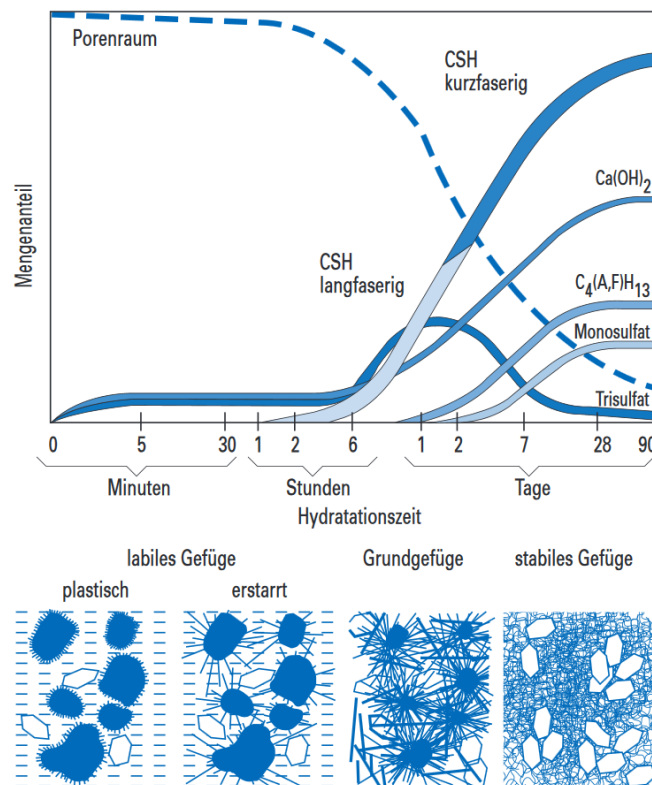 Porenraum
CSH
kurzfaserig
Ca(OH)₂
CSH
langfaserig
C₄(A,F)H₁₃
Monosulfat
Trisulfat
Mengenanteil
0 5 30 1 2 6 1 2 7 28 90
Minuten Stunden Tage
Hydratationszeit
labiles Gefüge Grundgefüge stabiles Gefüge
plastisch erstarrt